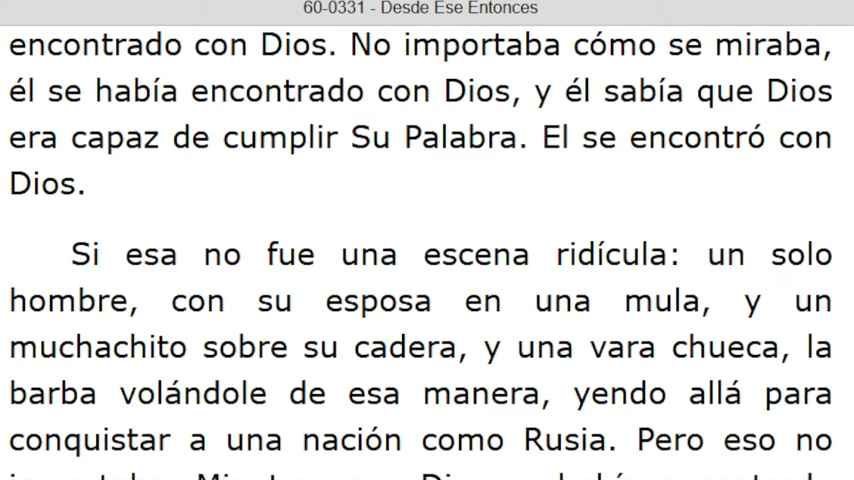 60-0331 - Desde Ese Entonces
encontrado con Dios. No importaba cómo se miraba,
él se había encontrado con Dios, y él sabía que Dios
era capaz de cumplir Su Palabra. El se encontró con
Dios.
Si esa no fue una escena ridícula: un solo
hombre, con su esposa en una mula, y un
muchachito sobre su cadera, y una vara chueca, la
barba volándole de esa manera, yendo allá para
conquistar a una nación como Rusia. Pero eso no